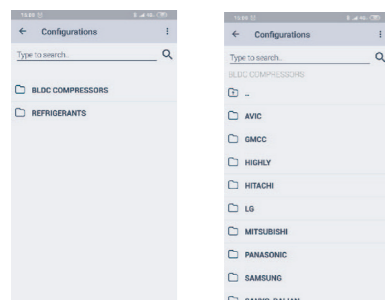 Configurations
Type to search..
BLDC COMPRESSORS
REFRIGERANTS
Configurations
Type to search..
BLDC COMPRESSORS
..
AVIC
GMCC
HIGHLY
HITACHI
LG
MITSUBISHI
PANASONIC
SAMSUNG